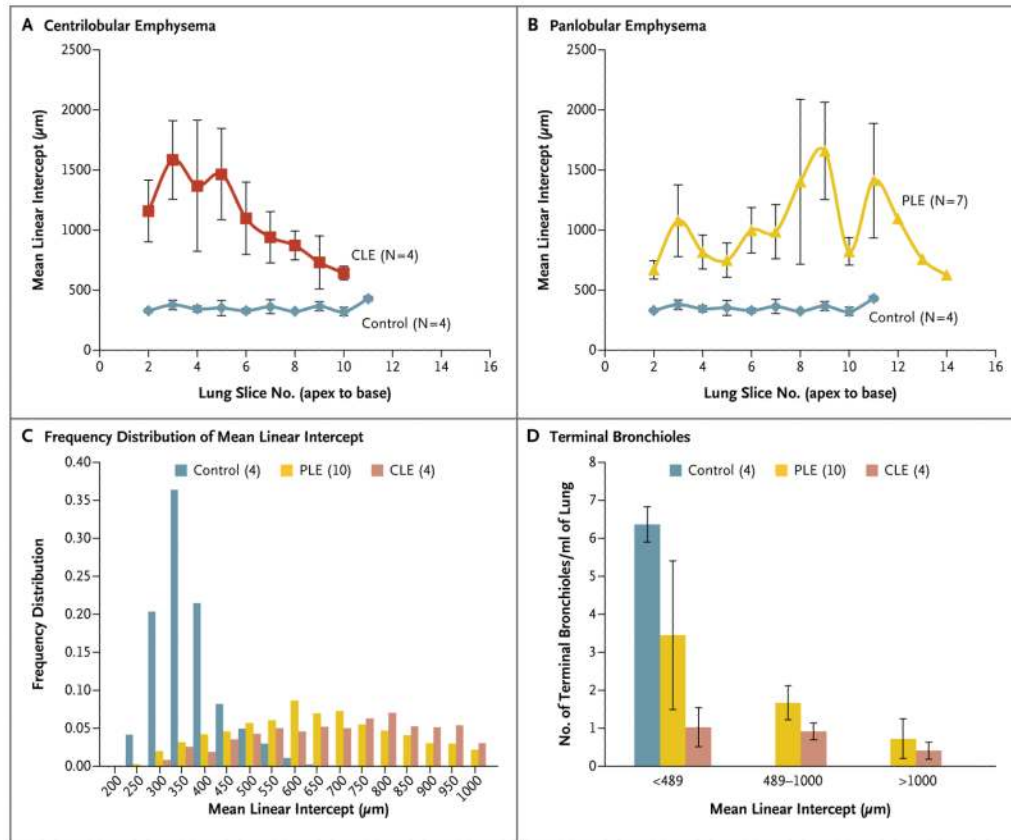 A Centrilobular Emphysema
2500
2000
1500
1000
500
0
Mean Linear Intercept (μm)
CLE (N=4)
Control (N=4)
0 2 4 6 8 10 12 14 16
Lung Slice No. (apex to base)
B Panlobular Emphysema
2500
2000
1500
1000
500
0
Mean Linear Intercept (μm)
PLE (N=7)
Control (N=4)
0 2 4 6 8 10 12 14 16
Lung Slice No. (apex to base)
C Frequency Distribution of Mean Linear Intercept
Control (4) PLE (10) CLE (4)
0.40
0.35
0.30
0.25
0.20
0.15
0.10
0.05
0.00
Frequency Distribution
200 250 300 350 400 450 500 550 600 650 700 750 800 850 900 950 1000
Mean Linear Intercept (μm)
D Terminal Bronchioles
Control (4) PLE (10) CLE (4)
8
7
6
5
4
3
2
1
0
No. of Terminal Bronchioles/ml of Lung
<489 489–1000 >1000
Mean Linear Intercept (μm)